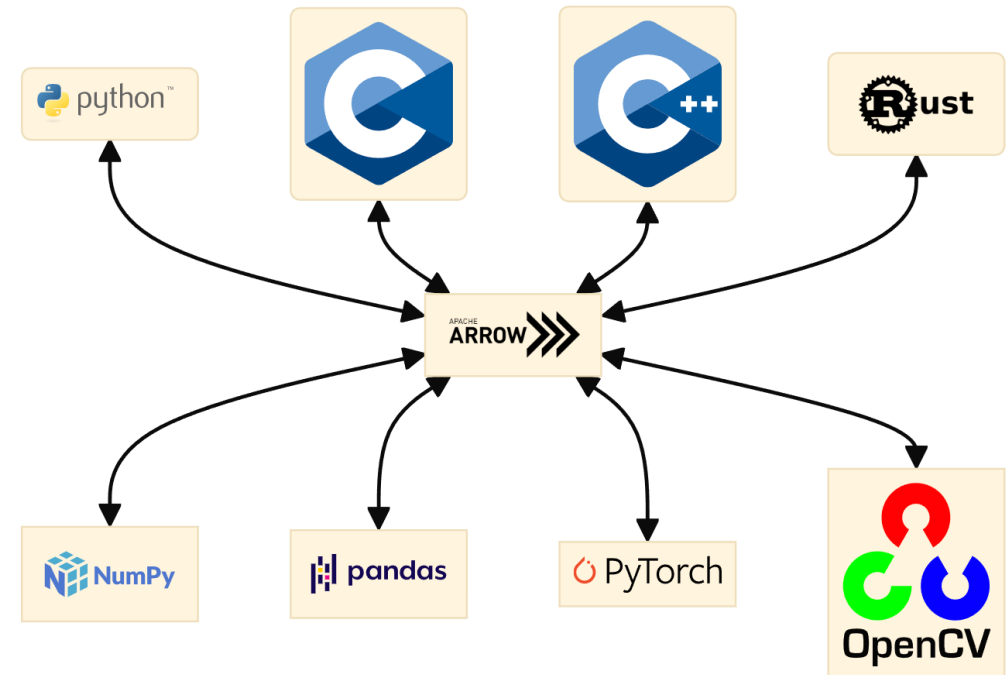 python™
C
C++
Rust
APACHE
ARROW
NumPy
pandas
PyTorch
OpenCV